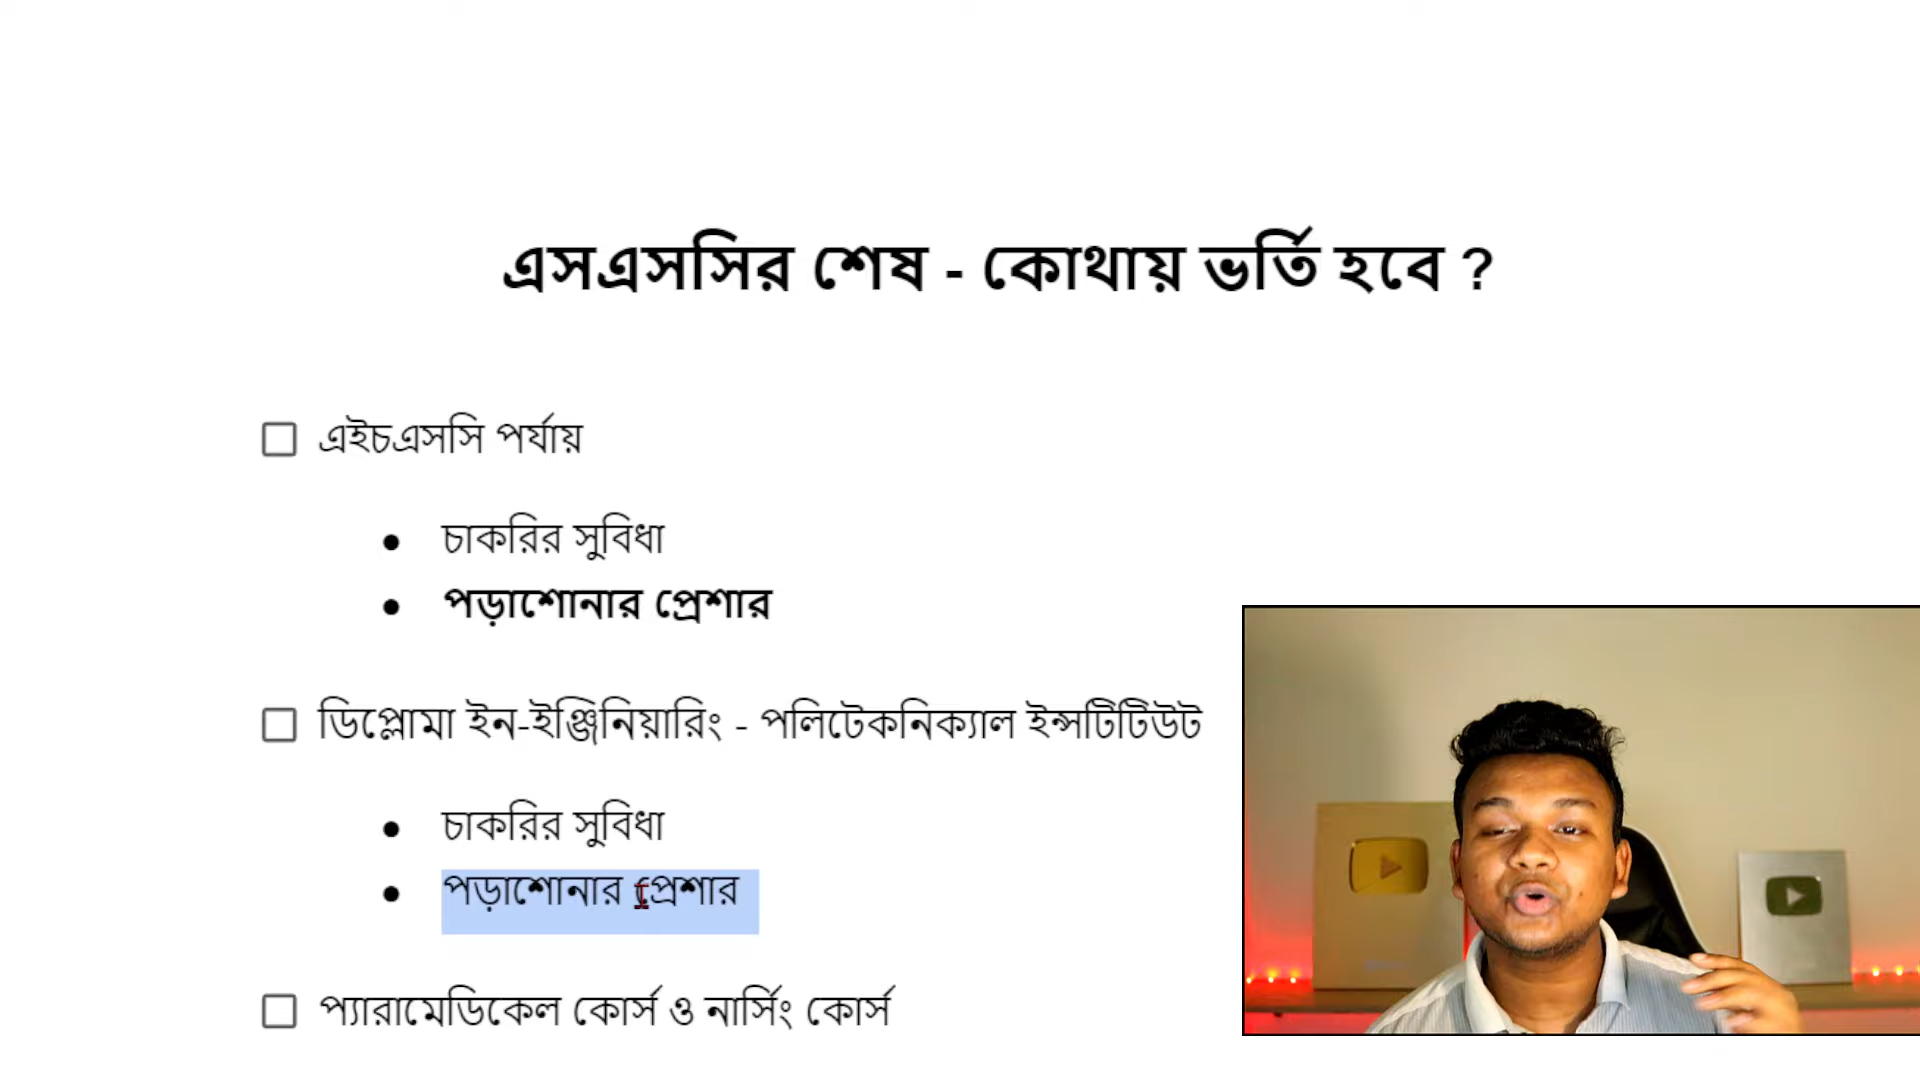 এসএসসির শেষ - কোথায় ভর্তি হবে ?
এইচএসসি পর্যায়
চাকরির সুবিধা
পড়াশোনার প্রেশার
ডিপ্লোমা ইন-ইঞ্জিনিয়ারিং - পলিটেকনিক্যাল ইন্সটিটিউট
চাকরির সুবিধা
পড়াশোনার প্রেশার
প্যারামেডিকেল কোর্স ও নার্সিং কোর্স